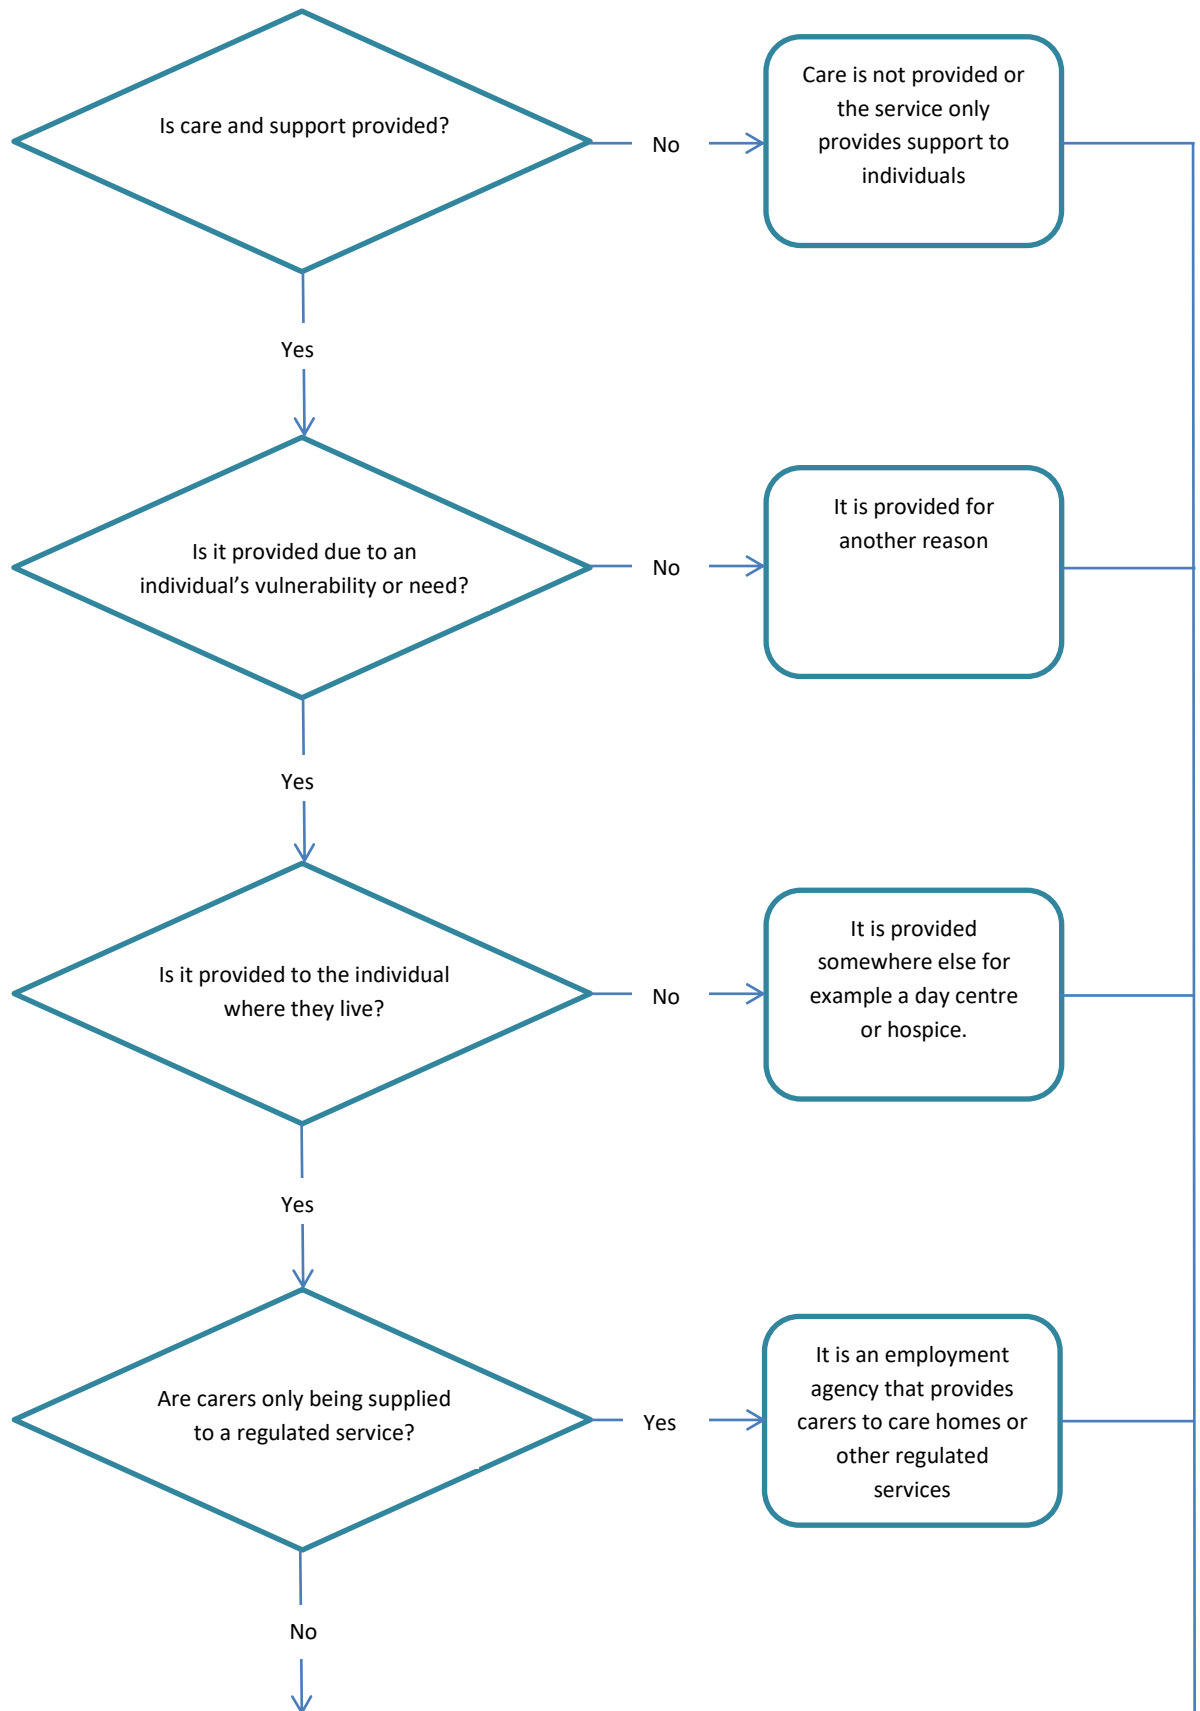 Is care and support provided?
No
Care is not provided or
the service only
provides support to
individuals
Yes
Is it provided due to an
individual’s vulnerability or need?
No
It is provided for
another reason
Yes
Is it provided to the individual
where they live?
No
It is provided
somewhere else for
example a day centre
or hospice.
Yes
Are carers only being supplied
to a regulated service?
Yes
It is an employment
agency that provides
carers to care homes or
other regulated
services
No